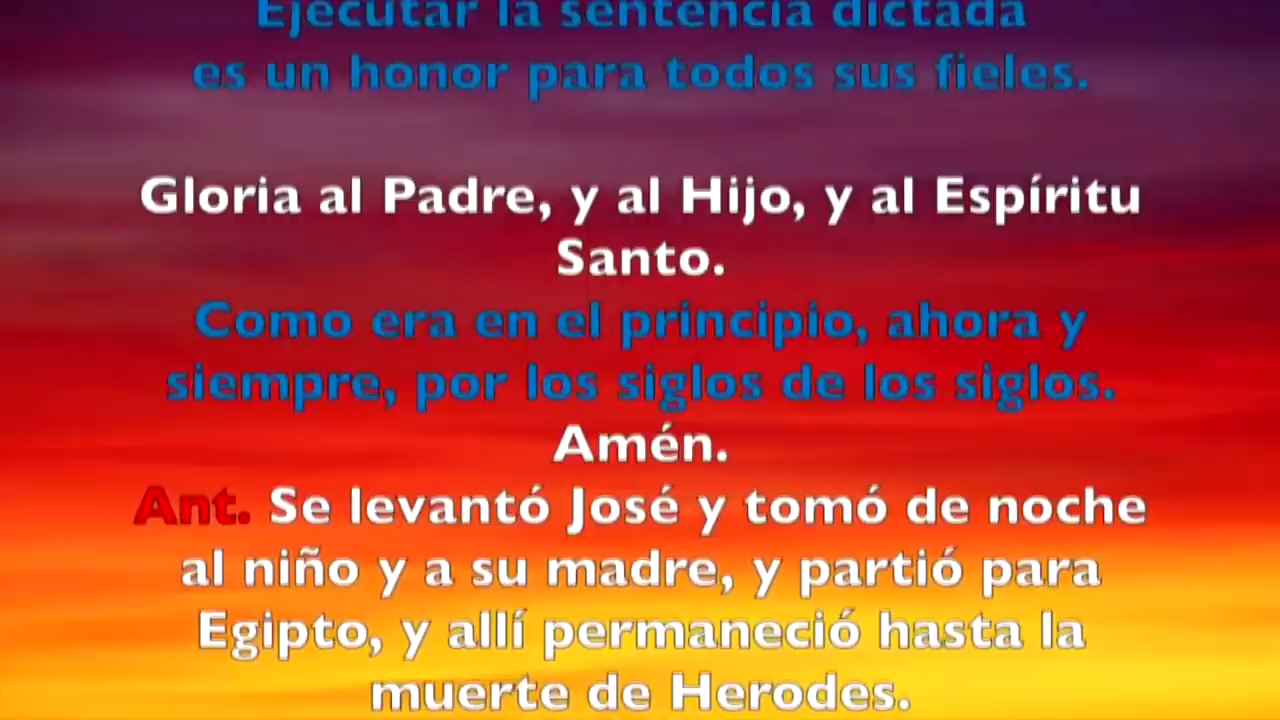 Ejecutar la sentencia dictada
es un honor para todos sus fieles.
Gloria al Padre, y al Hijo, y al Espíritu
Santo.
Como era en el principio, ahora y
siempre, por los siglos de los siglos.
Amén.
Ant. Se levantó José y tomó de noche
al niño y a su madre, y partió para
Egipto, y allí permaneció hasta la
muerte de Herodes.